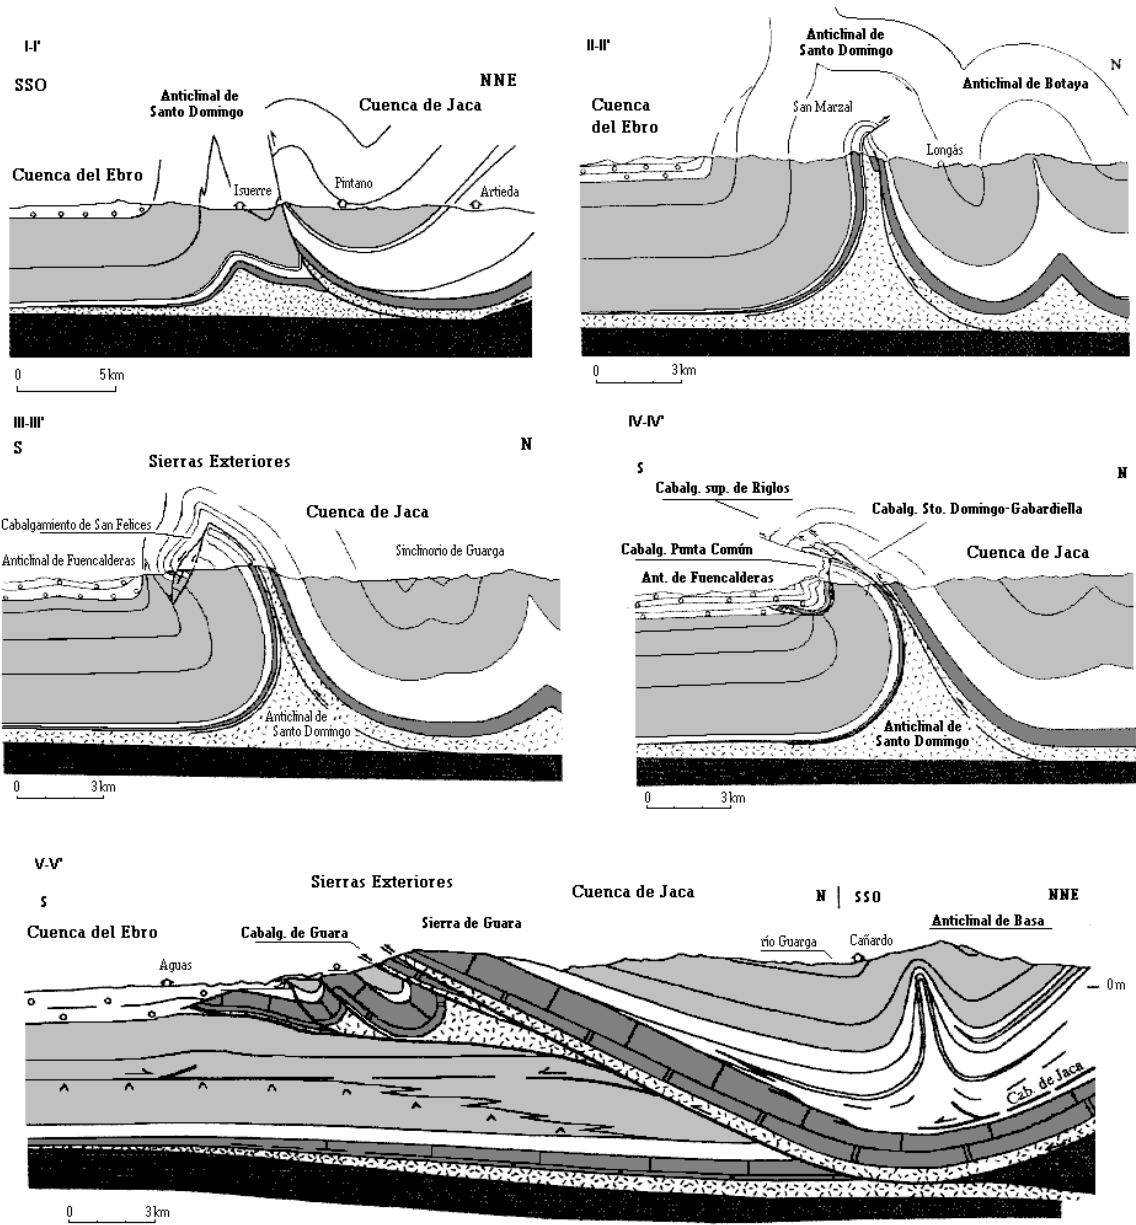 I-I'
SSO
NNE
Anticlinal de
Santo Domingo
Cuenca de Jaca
Cuenca del Ebro
Isuerre
Pintano
Artieda
0 5 km
II-II'
Anticlinal de
Santo Domingo
N
Anticlinal de Botaya
Cuenca
del Ebro
San Marzal
Longás
0 3 km
III-III'
S
N
Sierras Exteriores
Cuenca de Jaca
Cabalgamiento de San Felices
Anticlinal de Fuencalderas
Sinclinorio de Guarga
Anticlinal de
Santo Domingo
0 3 km
IV-IV'
S
N
Cabalg. sup. de Riglos
Cabalg. Sto. Domingo-Gabardiella
Cabalg. Punta Común
Cuenca de Jaca
Ant. de Fuencalderas
Anticlinal de
Santo Domingo
0 3 km
V-V'
S
Sierras Exteriores
Cuenca de Jaca
N | SSO
NNE
Cuenca del Ebro
Cabalg. de Guara
Sierra de Guara
Anticlinal de Basa
río Guarga
Cañardo
Aguas
0 m
Cab. de Jaca
0 3 km